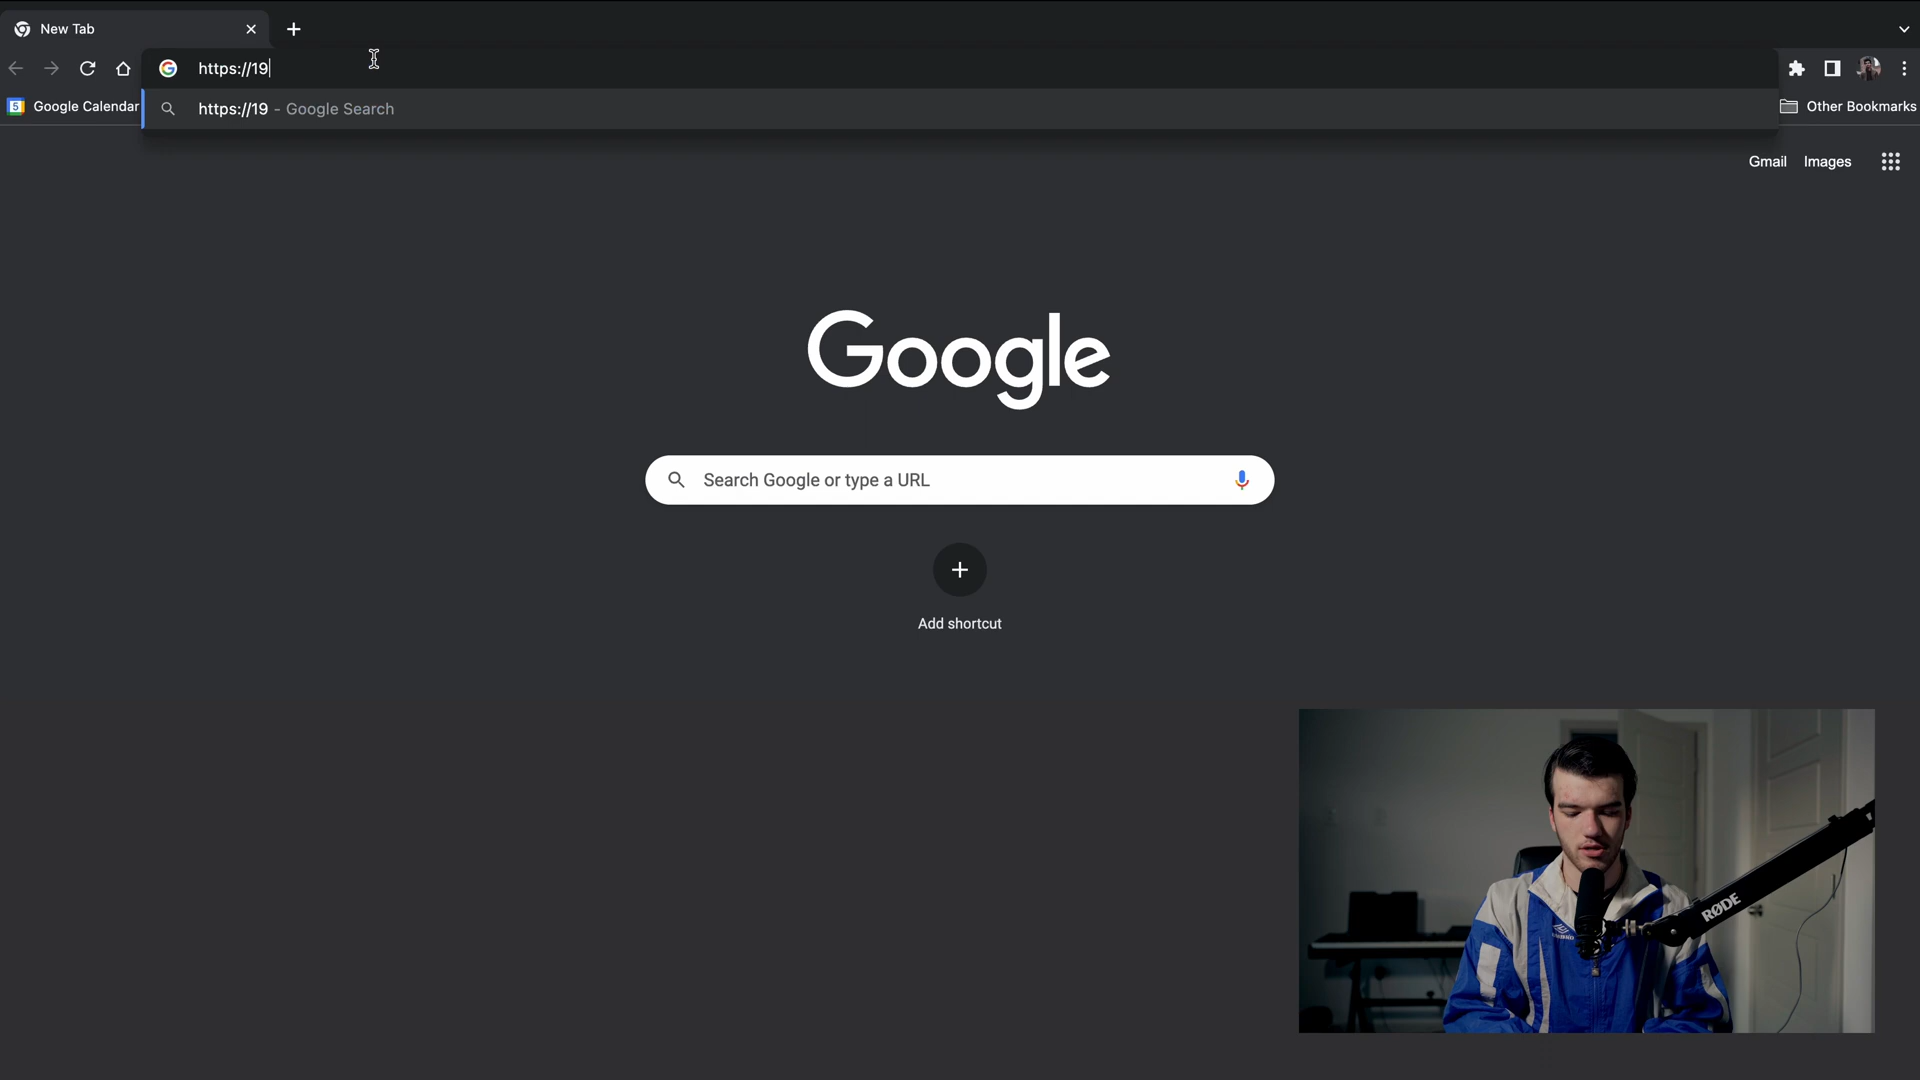 New Tab
https://19
Google Calendar
https://19 - Google Search
Other Bookmarks
Gmail
Images
Google
Search Google or type a URL
Add shortcut
RØDE
umbro